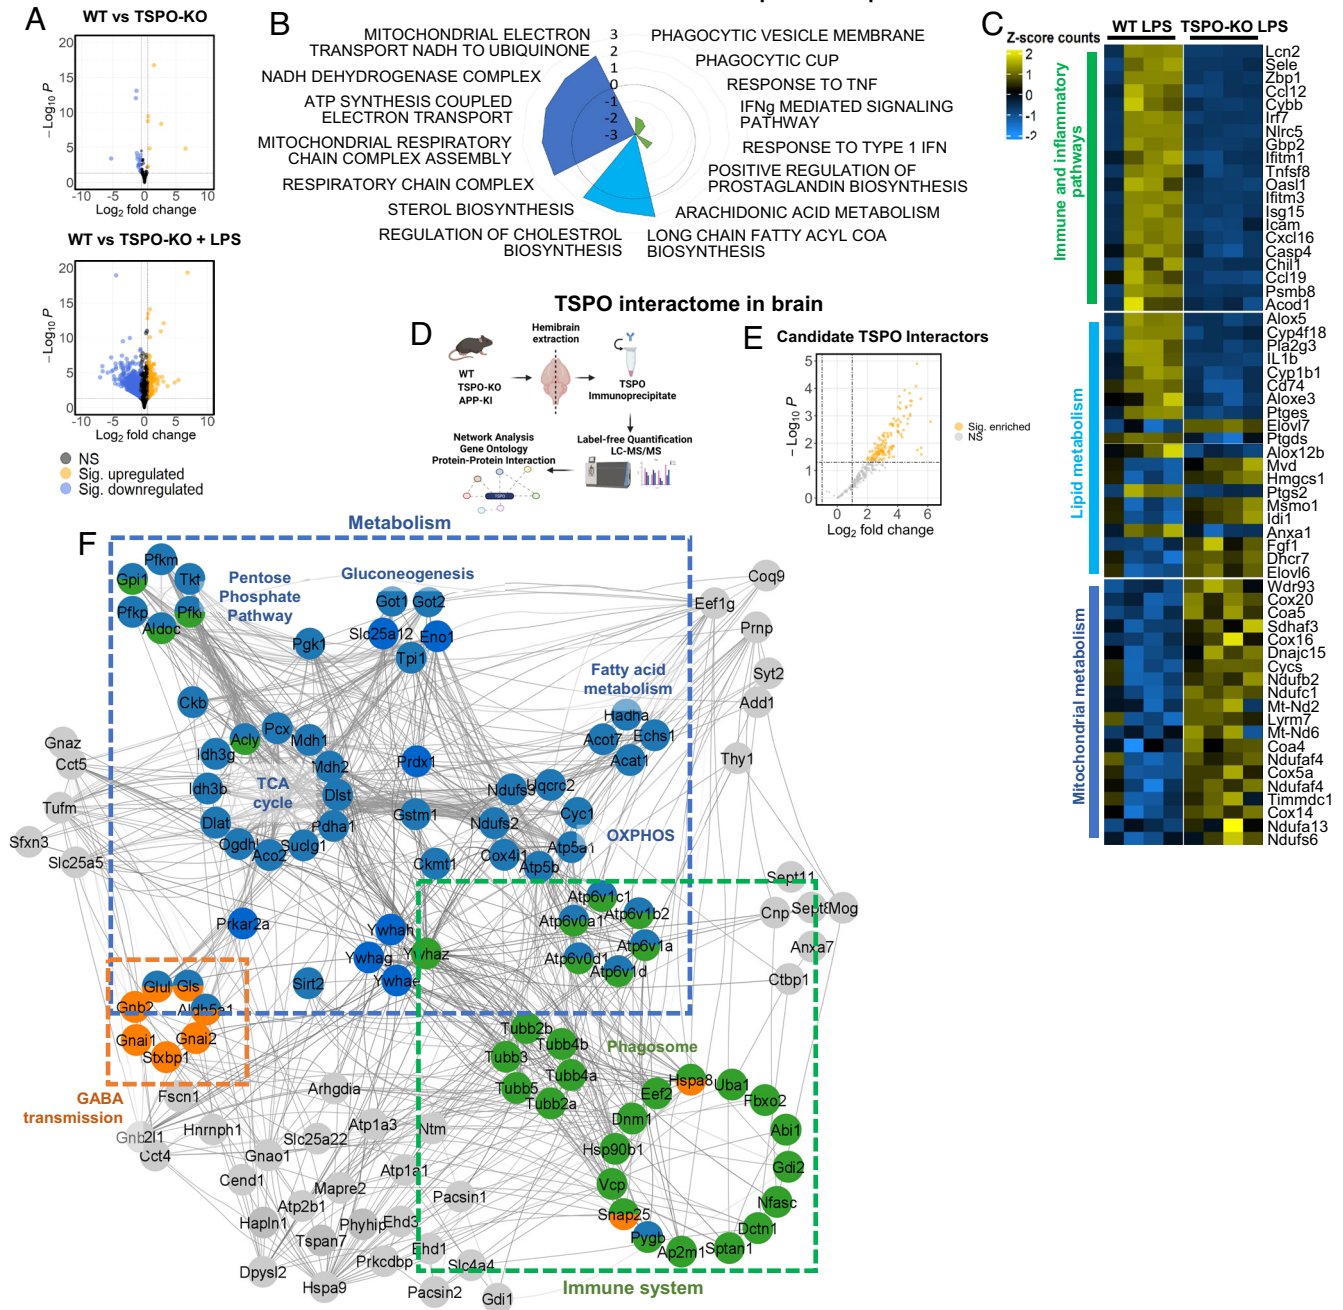 A
WT vs TSPO-KO
20
15
10
5
0
– Log10 P
-10 -5 0 5 10
Log2 fold change
WT vs TSPO-KO + LPS
20
15
10
5
0
– Log10 P
-10 -5 0 5 10
Log2 fold change
NS
Sig. upregulated
Sig. downregulated
B
MITOCHONDRIAL ELECTRON
TRANSPORT NADH TO UBIQUINONE
NADH DEHYDROGENASE COMPLEX
ATP SYNTHESIS COUPLED
ELECTRON TRANSPORT
MITOCHONDRIAL RESPIRATORY
CHAIN COMPLEX ASSEMBLY
RESPIRATORY CHAIN COMPLEX
STEROL BIOSYNTHESIS
REGULATION OF CHOLESTROL
BIOSYNTHESIS
3
2
1
0
-1
-2
-3
PHAGOCYTIC VESICLE MEMBRANE
PHAGOCYTIC CUP
RESPONSE TO TNF
IFNg MEDIATED SIGNALING
PATHWAY
RESPONSE TO TYPE 1 IFN
POSITIVE REGULATION OF
PROSTAGLANDIN BIOSYNTHESIS
ARACHIDONIC ACID METABOLISM
LONG CHAIN FATTY ACYL COA
BIOSYNTHESIS
C
WT LPS TSPO-KO LPS
Z-score counts
2
1
0
-1
-2
Immune and inflammatory
pathways
Lcn2
Sele
Zbp1
Ccl12
Cybb
Irf7
Nlrc5
Gbp2
Ifitm1
Tnfsf8
Oasl1
Ifitm3
Isg15
Icam
Cxcl16
Casp4
Chil1
Ccl19
Psmb8
Acod1
Lipid metabolism
Alox5
Cyp4f18
Pla2g3
IL1b
Cyp1b1
Cd74
Aloxe3
Ptges
Elovl7
Ptgds
Alox12b
Mvd
Hmgcs1
Ptgs2
Msmo1
Idi1
Anxa1
Fgf1
Dhcr7
Elovl6
Mitochondrial metabolism
Wdr93
Cox20
Coa5
Sdhaf3
Cox16
Dnajc15
Cycs
Ndufb2
Ndufc1
Mt-Nd2
Lyrm7
Mt-Nd6
Coa4
Ndufaf4
Cox5a
Ndufaf4
Timmdc1
Cox14
Ndufa13
Ndufs6
TSPO interactome in brain
D
WT
TSPO-KO
APP-KI
Hemibrain
extraction
TSPO
Immunoprecipitate
Label-free Quantification
LC-MS/MS
Network Analysis
Gene Ontology
Protein-Protein Interaction
TSPO
E
Candidate TSPO Interactors
5
4
3
2
1
0
– Log10 P
0 2 4 6
Log2 fold change
Sig. enriched
NS
F
Metabolism
Pfkm
Gpi1
Tkt
Pfkp
Pfkl
Aldoc
Pentose
Phosphate
Pathway
Gluconeogenesis
Got1
Got2
Slc25a12
Eno1
Tpi1
Pgk1
Ckb
Fatty acid
metabolism
Hadha
Acot7
Echs1
Acat1
Acly
Pcx
Mdh1
Idh3g
Mdh2
Idh3b
TCA
cycle
Dlst
Dlat
Pdha1
Ogdh
Aco2
Suclg1
Prdx1
Gstm1
Ckmt1
Ndufs3
Uqcrc2
Ndufs2
Cyc1
Cox4i1
Atp5a1
Atp5b
OXPHOS
Prkar2a
Ywhah
Ywhag
Ywhaz
Ywhae
Sirt2
Atp6v1c1
Atp6v0a1
Atp6v1b2
Atp6v1a
Atp6v0d1
Atp6v1d
Coq9
Eef1g
Prnp
Syt2
Add1
Thy1
Gnaz
Cct5
Tufm
Sfxn3
Slc25a5
Sept11
Cnp
Sept8
Mog
Anxa7
Ctbp1
Glul
Gls
Gnb2
Aldh5a1
Gnai1
Gnai2
Stxbp1
GABA
transmission
Fscn1
Arhgdia
Gnb2l1
Hnrnph1
Slc25a22
Atp1a3
Ntm
Cct4
Gnao1
Cend1
Mapre2
Atp1a1
Atp2b1
Pacsin1
Hapln1
Phyhip
Ehd3
Tspan7
Prkcdbp
Ehd1
Slc4a4
Dpysl2
Hspa9
Pacsin2
Gdi1
Tubb2b
Tubb4b
Tubb3
Tubb4a
Tubb5
Tubb2a
Phagosome
Hspa8
Eef2
Uba1
Fbxo2
Dnm1
Abi1
Hsp90b1
Gdi2
Vcp
Nfasc
Snap25
Dctn1
Pygb
Ap2m1
Sptan1
Immune system